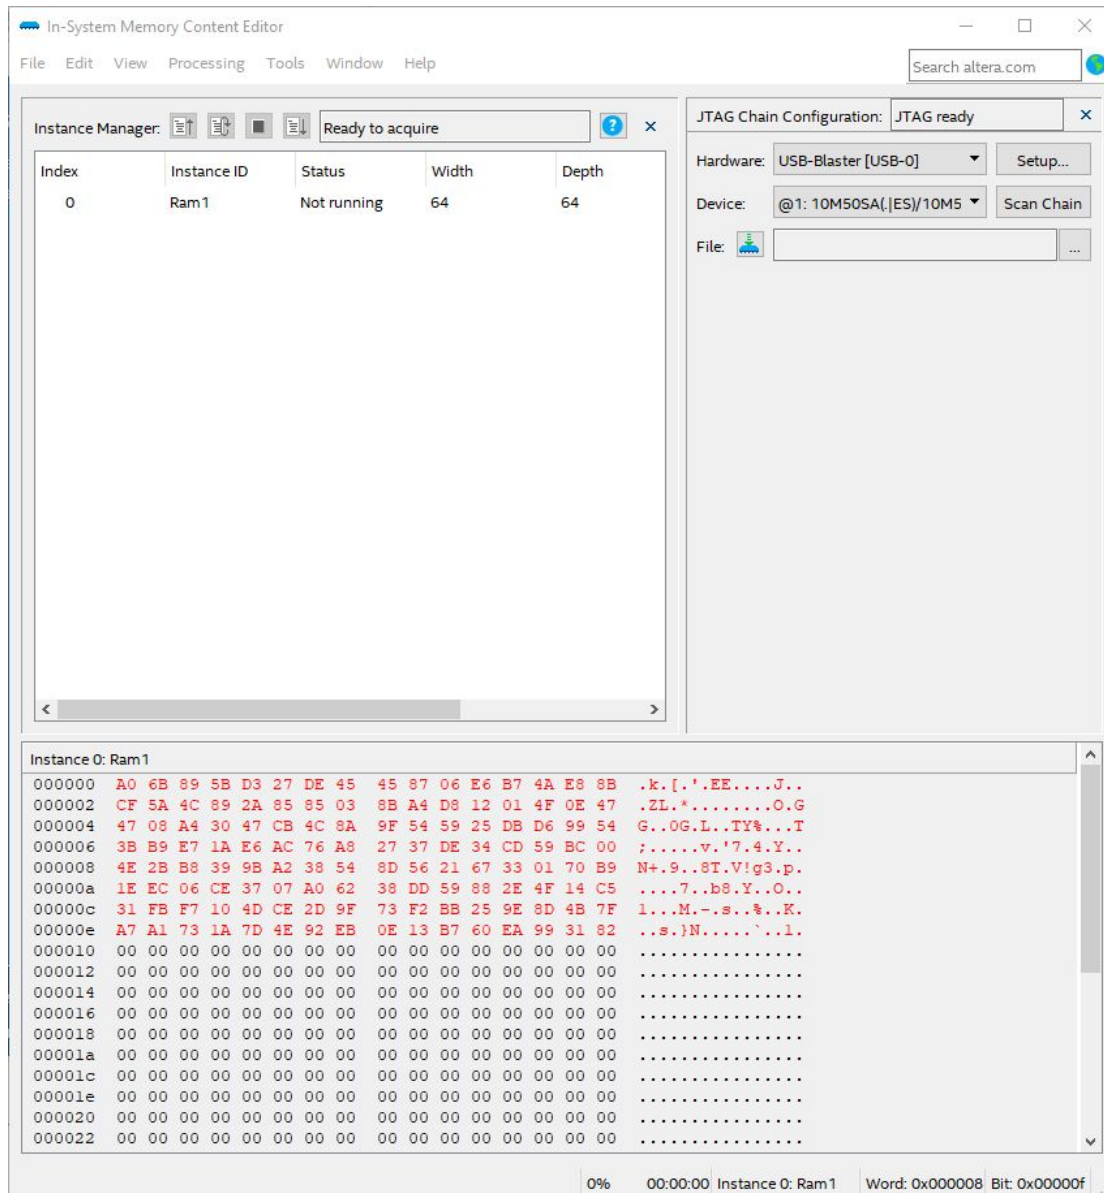 In-System Memory Content Editor
File Edit View Processing Tools Window Help
Search altera.com
Instance Manager: Ready to acquire
Index Instance ID Status Width Depth
0 Ram1 Not running 64 64
JTAG Chain Configuration: JTAG ready
Hardware: USB-Blaster [USB-0] Setup...
Device: @1: 10M50SA(.|ES)/10M5 Scan Chain
File: ...
Instance 0: Ram1
000000 A0 6B 89 5B D3 27 DE 45 45 87 06 E6 B7 4A E8 8B .k.[.'.EE....J..
000002 CF 5A 4C 89 2A 85 85 03 8B A4 D8 12 01 4F 0E 47 .ZL.*........O.G
000004 47 08 A4 30 47 CB 4C 8A 9F 54 59 25 DB D6 99 54 G..0G.L..TY%...T
000006 3B B9 E7 1A E6 AC 76 A8 27 37 DE 34 CD 59 BC 00 ;.....v.'7.4.Y..
000008 4E 2B B8 39 9B A2 38 54 8D 56 21 67 33 01 70 B9 N+.9..8T.V!g3.p.
00000a 1E EC 06 CE 37 07 A0 62 38 DD 59 88 2E 4F 14 C5 ....7..b8.Y..O..
00000c 31 FB F7 10 4D CE 2D 9F 73 F2 BB 25 9E 8D 4B 7F 1...M.-.s..%..K.
00000e A7 A1 73 1A 7D 4E 92 EB 0E 13 B7 60 EA 99 31 82 ..s.}N.....`..1.
000010 00 00 00 00 00 00 00 00 00 00 00 00 00 00 00 00 ................
000012 00 00 00 00 00 00 00 00 00 00 00 00 00 00 00 00 ................
000014 00 00 00 00 00 00 00 00 00 00 00 00 00 00 00 00 ................
000016 00 00 00 00 00 00 00 00 00 00 00 00 00 00 00 00 ................
000018 00 00 00 00 00 00 00 00 00 00 00 00 00 00 00 00 ................
00001a 00 00 00 00 00 00 00 00 00 00 00 00 00 00 00 00 ................
00001c 00 00 00 00 00 00 00 00 00 00 00 00 00 00 00 00 ................
00001e 00 00 00 00 00 00 00 00 00 00 00 00 00 00 00 00 ................
000020 00 00 00 00 00 00 00 00 00 00 00 00 00 00 00 00 ................
000022 00 00 00 00 00 00 00 00 00 00 00 00 00 00 00 00 ................
0% 00:00:00 Instance 0: Ram1 Word: 0x000008 Bit: 0x00000f